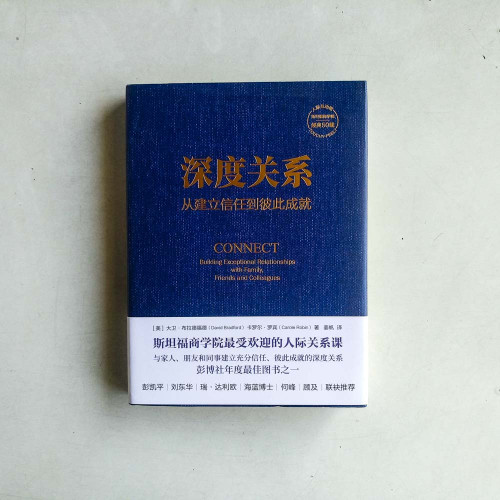 经典50年
深度关系
从建立信任到彼此成就
CONNECT
Building Exceptional Relationships
with Family,
Friends and Colleagues
[美] 大卫·布拉德福德 (David Bradford) 卡罗尔·罗宾 (Carole Robin) 著 姜帆 译
斯坦福商学院最受欢迎的人际关系课
与家人、朋友和同事建立充分信任、彼此成就的深度关系
彭博社年度最佳图书之一
彭凯平|刘东华|瑞·达利欧|海蓝博士|何峰|顾及|联袂推荐